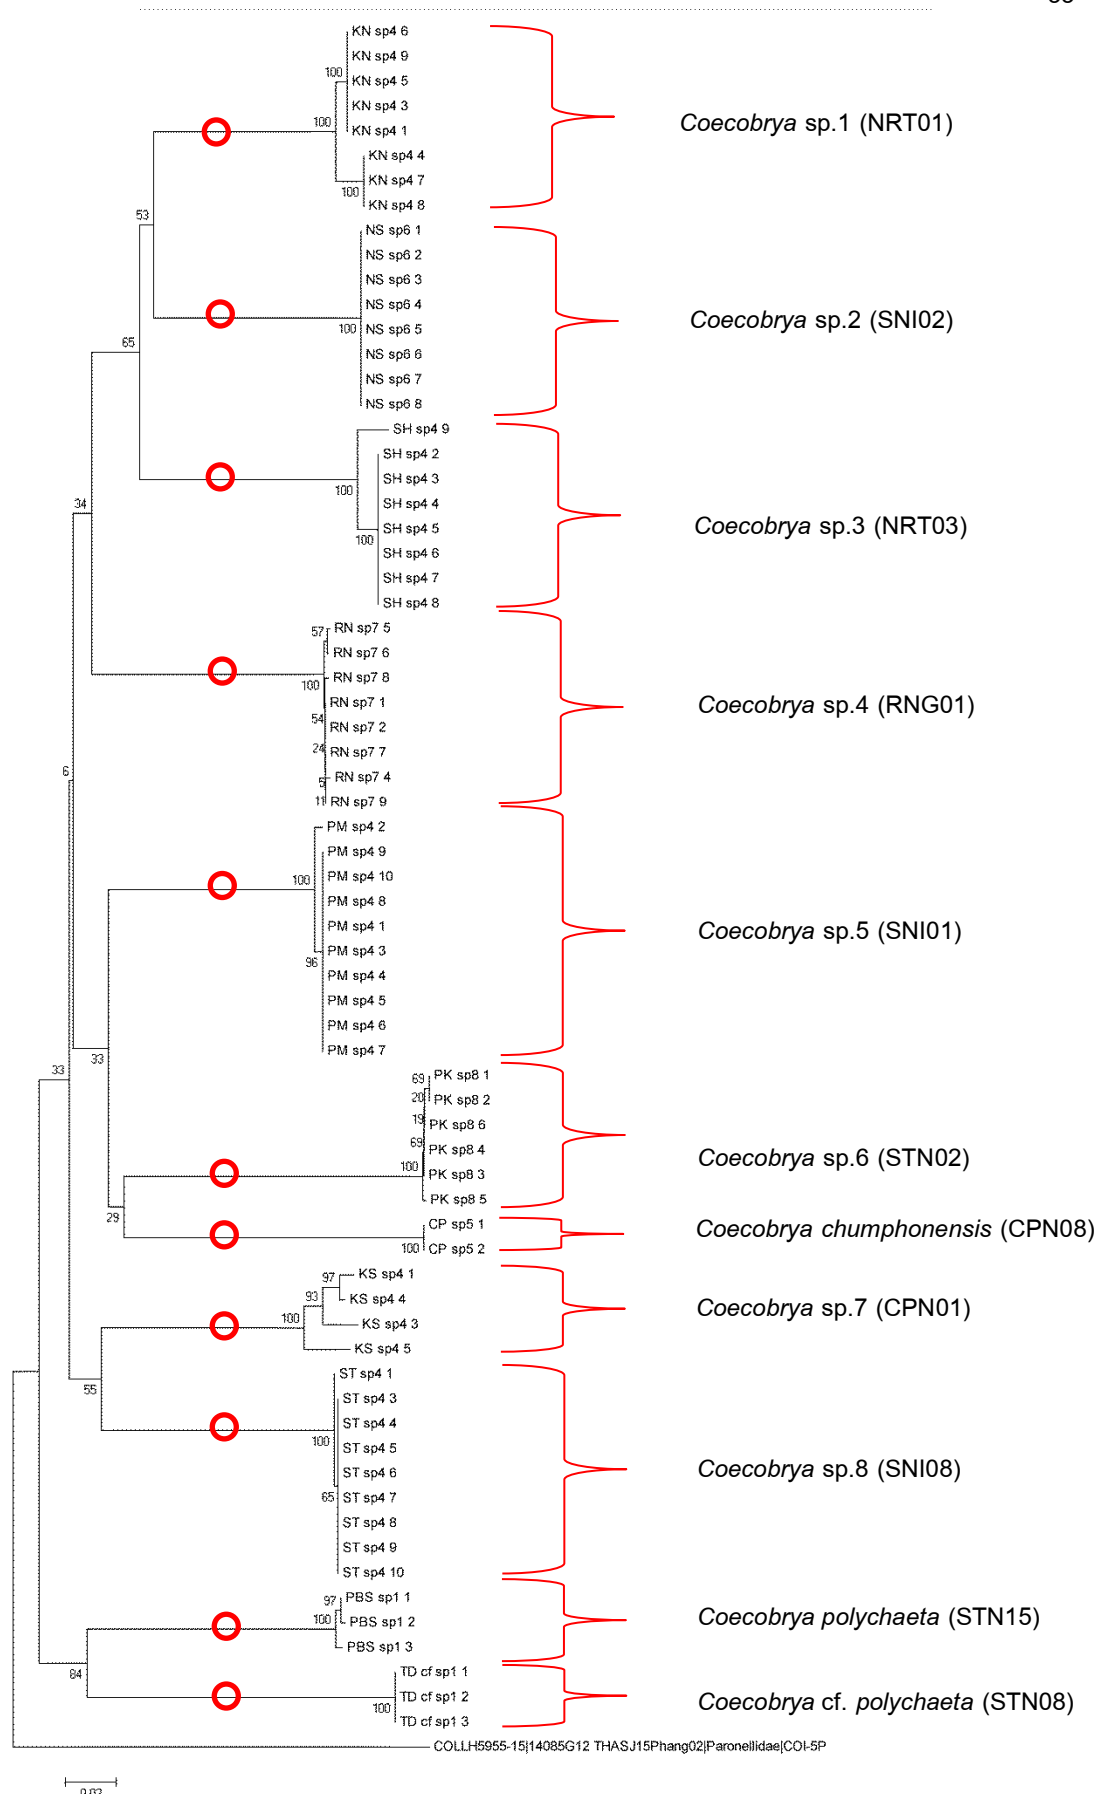 KN sp4 6
KN sp4 9
100
KN sp4 5
KN sp4 3
100
KN sp4 1
Coecobrya sp.1 (NRT01)
KN sp4 4
KN sp4 7
100
KN sp4 8
53
NS sp6 1
NS sp6 2
NS sp6 3
NS sp6 4
100
NS sp6 5
Coecobrya sp.2 (SNI02)
65
NS sp6 6
NS sp6 7
NS sp6 8
SH sp4 9
SH sp4 2
SH sp4 3
100
34
SH sp4 4
SH sp4 5
Coecobrya sp.3 (NRT03)
100
SH sp4 6
SH sp4 7
SH sp4 8
57
RN sp7 5
RN sp7 6
RN sp7 8
100
RN sp7 1
Coecobrya sp.4 (RNG01)
54
RN sp7 2
24
RN sp7 7
6
RN sp7 4
5
11
RN sp7 9
PM sp4 2
PM sp4 9
100
PM sp4 10
PM sp4 8
PM sp4 1
Coecobrya sp.5 (SNI01)
PM sp4 3
96
PM sp4 4
PM sp4 5
PM sp4 6
PM sp4 7
33
33
69
PK sp8 1
20
PK sp8 2
19
PK sp8 6
69
PK sp8 4
Coecobrya sp.6 (STN02)
100
PK sp8 3
PK sp8 5
29
CP sp5 1
Coecobrya chumphonensis (CPN08)
100
CP sp5 2
97
KS sp4 1
93
KS sp4 4
Coecobrya sp.7 (CPN01)
100
KS sp4 3
KS sp4 5
55
ST sp4 1
ST sp4 3
ST sp4 4
100
ST sp4 5
ST sp4 6
Coecobrya sp.8 (SNI08)
65
ST sp4 7
ST sp4 8
ST sp4 9
ST sp4 10
97
PBS sp1 1
100
PBS sp1 2
Coecobrya polychaeta (STN15)
PBS sp1 3
84
TD cf sp1 1
TD cf sp1 2
Coecobrya cf. polychaeta (STN08)
100
TD cf sp1 3
COLLH5955-15|14085G12 THASJ15Phang02|Paronellidae|COI-5P